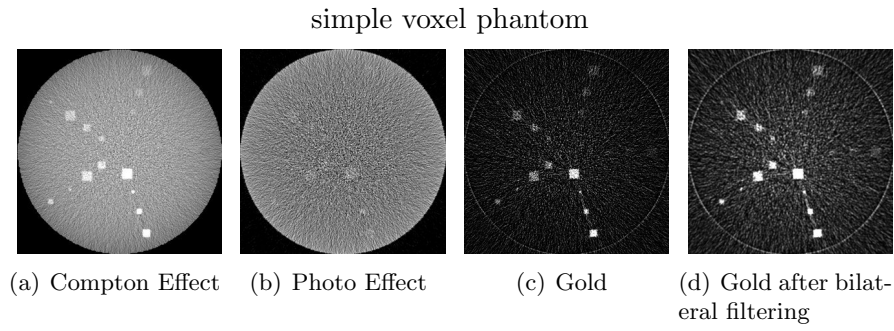 simple voxel phantom
(a) Compton Effect
(b) Photo Effect
(c) Gold
(d) Gold after bilat-
eral filtering